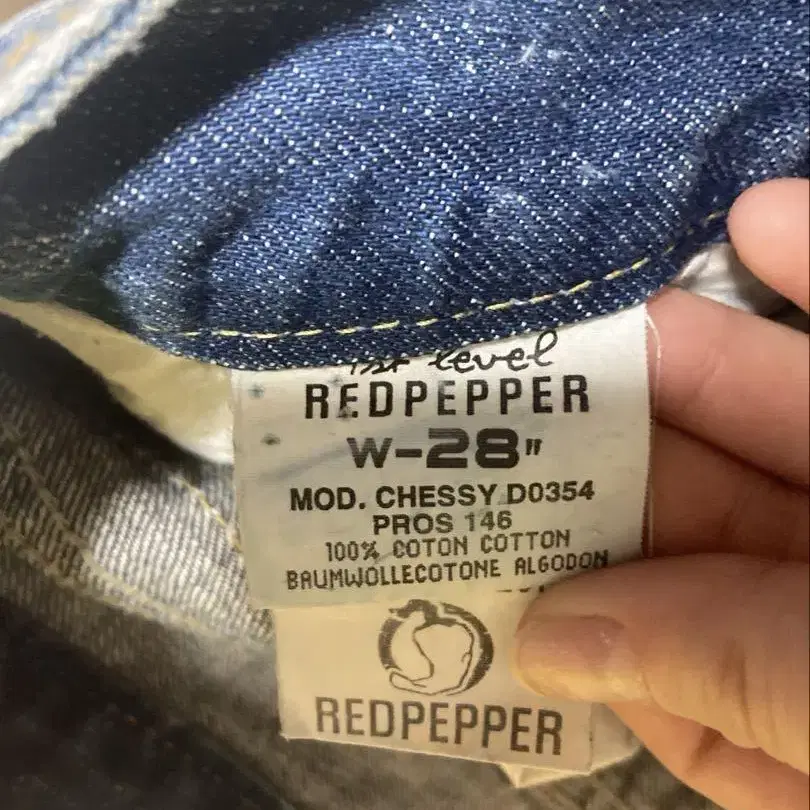 1st level
REDPEPPER
W-28"
MOD. CHESSY D0354
PROS 146
100% COTON COTTON
BAUMWOLLECOTONE ALGODON
REDPEPPER